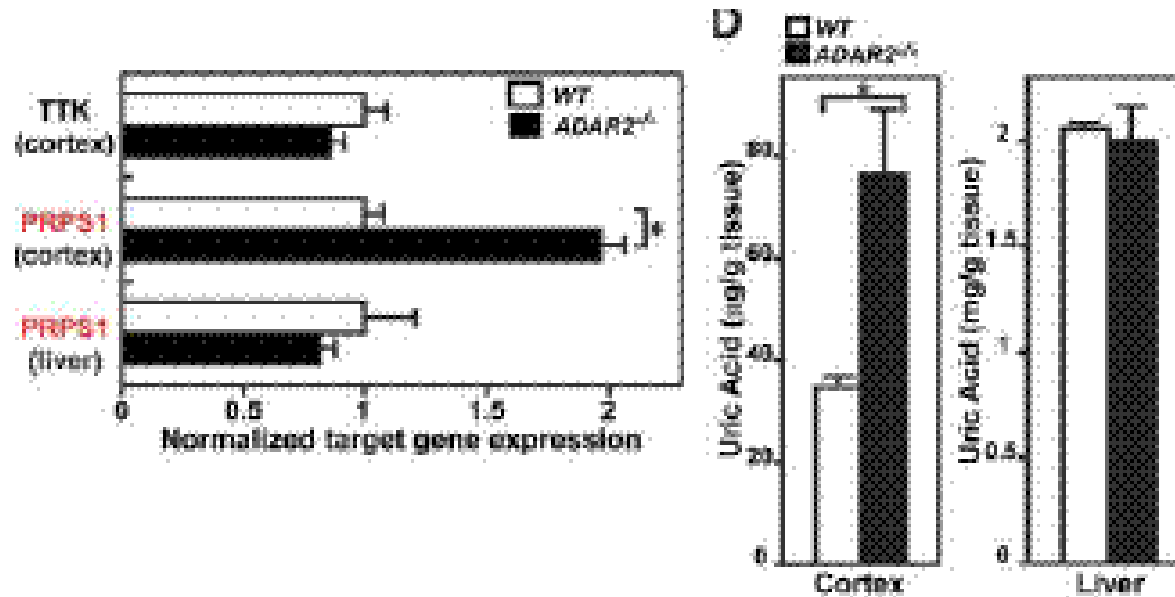 WT
ADAR2-/-
TTK
(cortex)
PRPS1
(cortex)
*
PRPS1
(liver)
0 0.5 1 1.5 2
Normalized target gene expression
D
WT
ADAR2-/-
*
Uric Acid (µg/g tissue)
80
60
40
20
0
Cortex
Uric Acid (mg/g tissue)
2
1.5
1
0.5
0
Liver